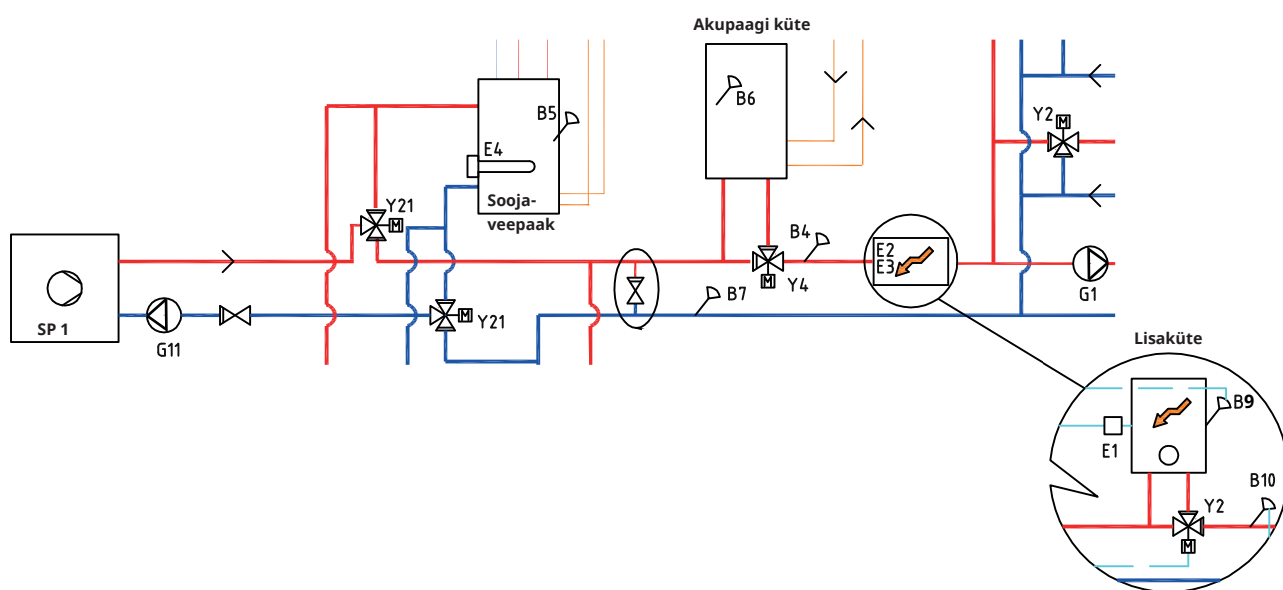 Akupaagi küte
B6
B5
E4
Sooja-
veepaak
Y21
M
Y2
M
B4
Y4
M
E2
E3
G1
B7
SP 1
G11
Y21
M
Lisaküte
B9
E1
B10
Y2
M